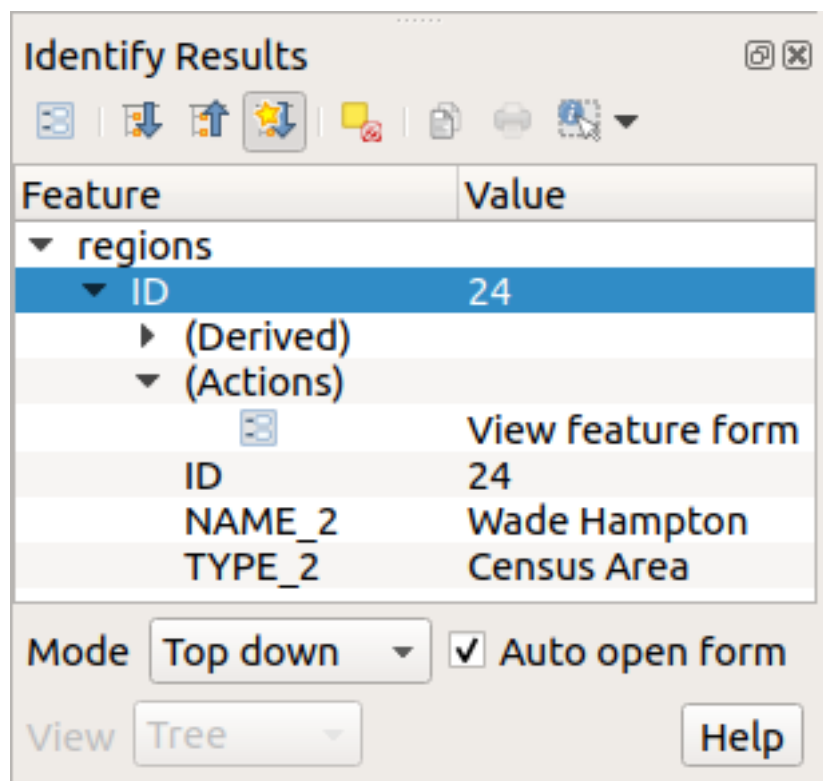 Identify Results
Feature Value
regions
ID 24
(Derived)
(Actions)
View feature form
ID 24
NAME_2 Wade Hampton
TYPE_2 Census Area
Mode Top down Auto open form
View Tree Help